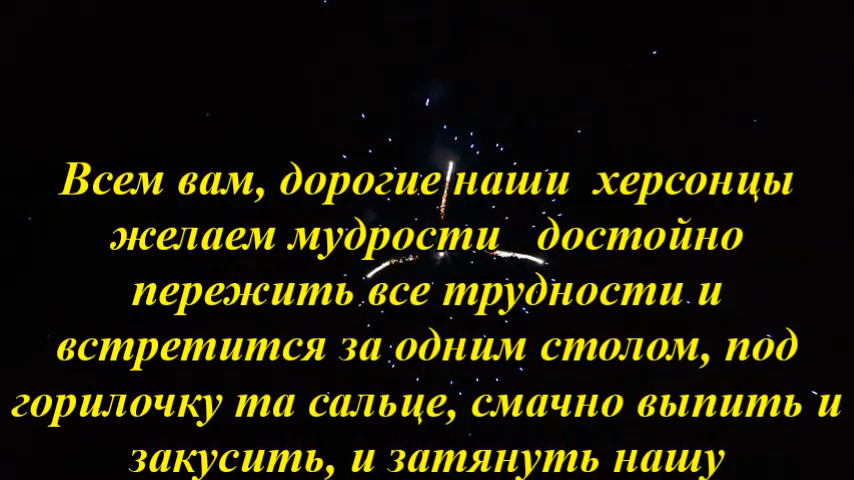 Всем вам, дорогие наши херсонцы
желаем мудрости достойно
пережить все трудности и
встретится за одним столом, под
горилочку та сальце, смачно выпить и
закусить, и затянуть нашу